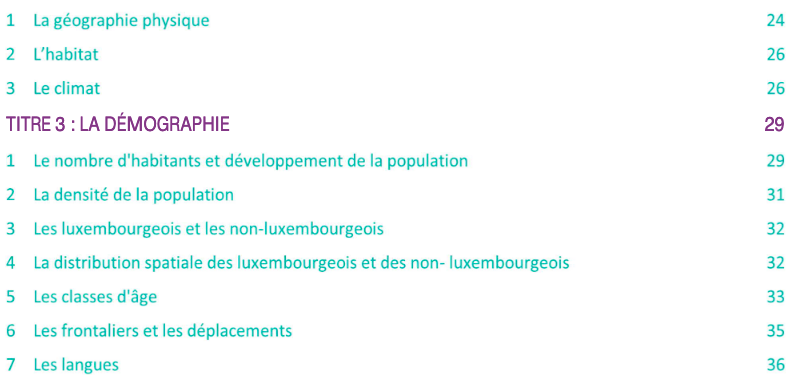 1 La géographie physique 24
2 L’habitat 26
3 Le climat 26
TITRE 3 : LA DÉMOGRAPHIE 29
1 Le nombre d'habitants et développement de la population 29
2 La densité de la population 31
3 Les luxembourgeois et les non-luxembourgeois 32
4 La distribution spatiale des luxembourgeois et des non- luxembourgeois 32
5 Les classes d'âge 33
6 Les frontaliers et les déplacements 35
7 Les langues 36